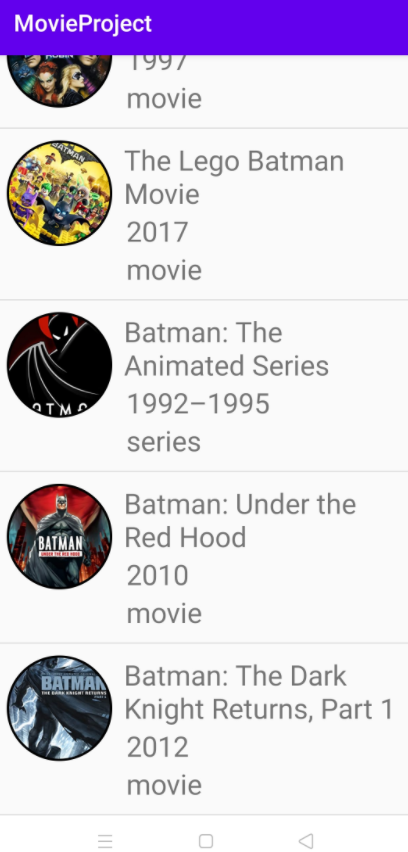 MovieProject
1997
movie
BATMAN
The Lego Batman
Movie
2017
movie
Batman: The
Animated Series
1992–1995
series
BATMAN
UNDER THE RED HOOD
Batman: Under the
Red Hood
2010
movie
BATMAN
THE DARK KNIGHT RETURNS
Batman: The Dark
Knight Returns, Part 1
2012
movie